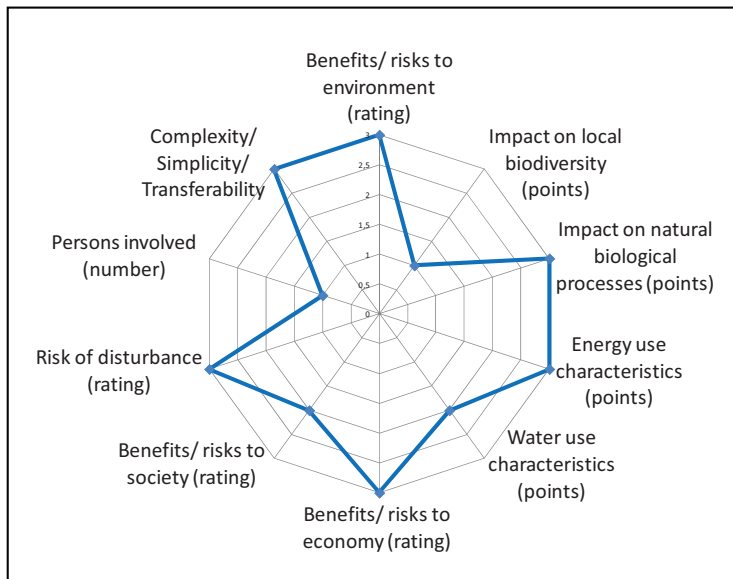 Benefits/ risks to
environment
(rating)
Impact on local
biodiversity
(points)
Impact on natural
biological
processes (points)
Energy use
characteristics
(points)
Water use
characteristics
(points)
Benefits/ risks to
economy (rating)
Benefits/ risks to
society (rating)
Risk of disturbance
(rating)
Persons involved
(number)
Complexity/
Simplicity/
Transferability
3
2,5
2
1,5
1
0,5
0